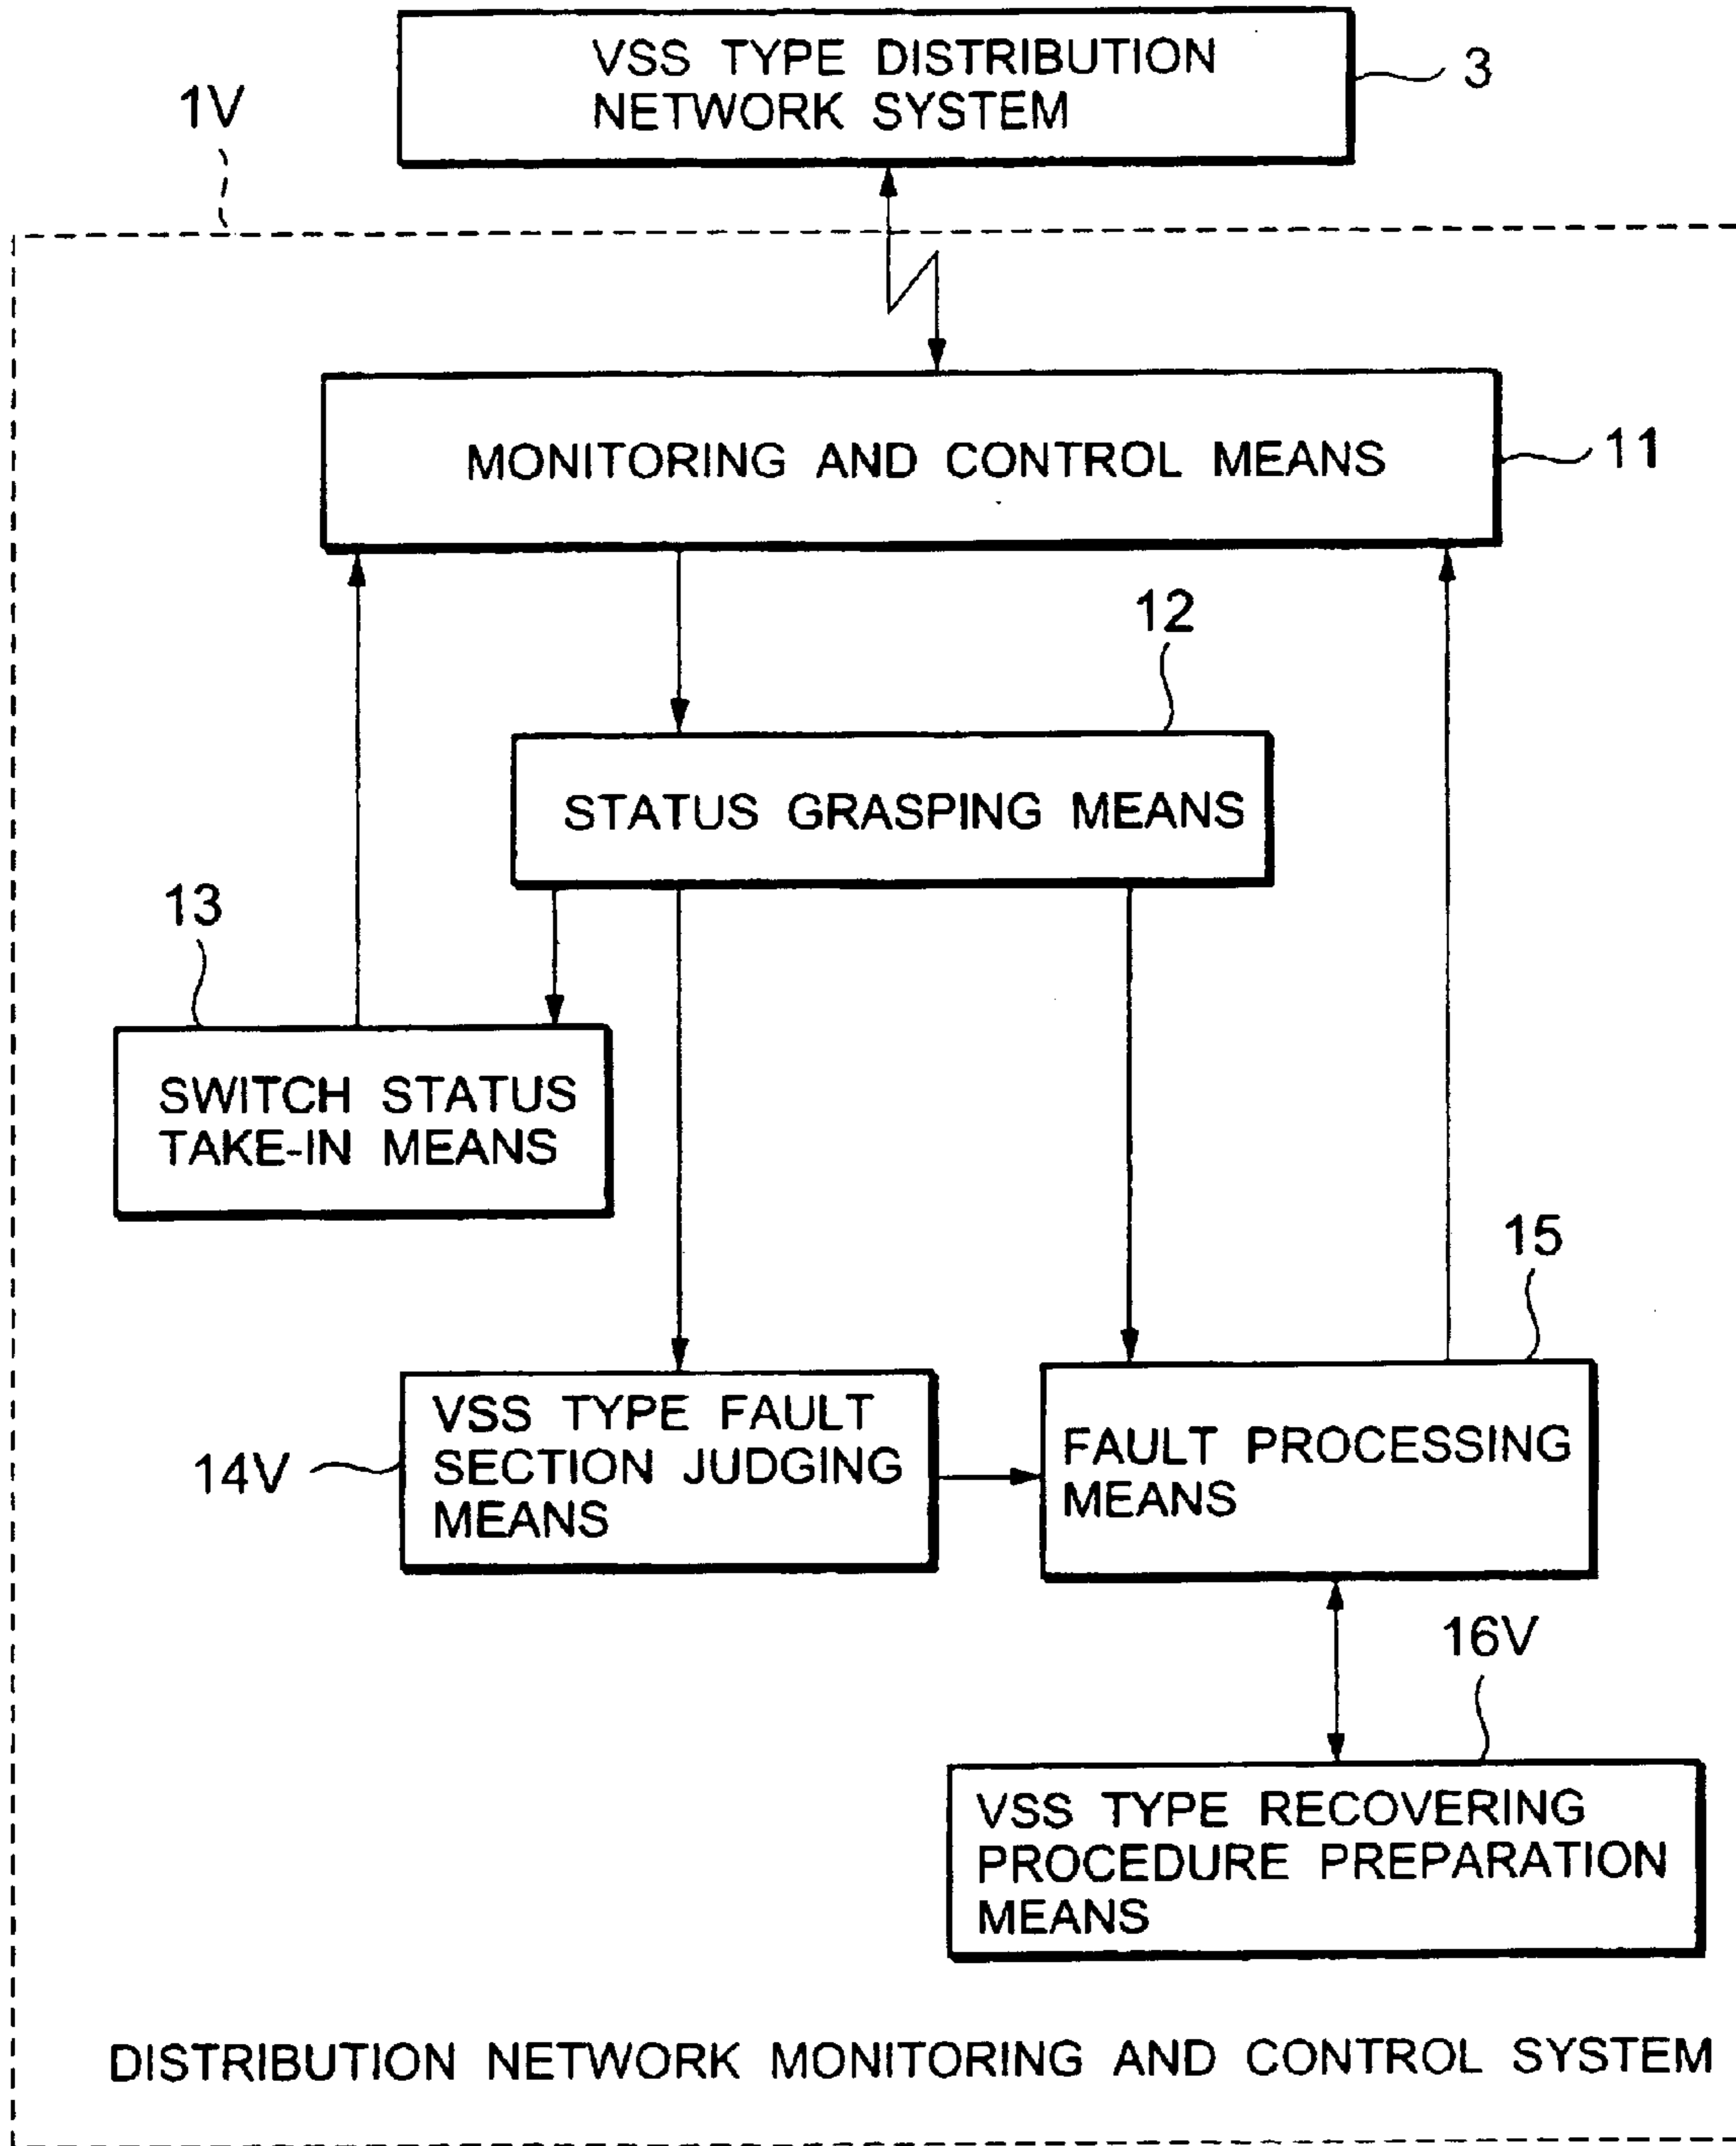 VSS TYPE DISTRIBUTION
NETWORK SYSTEM
3
1V
MONITORING AND CONTROL MEANS
11
12
STATUS GRASPING MEANS
13
SWITCH STATUS
TAKE-IN MEANS
15
VSS TYPE FAULT
SECTION JUDGING
MEANS
14V
FAULT PROCESSING
MEANS
16V
VSS TYPE RECOVERING
PROCEDURE PREPARATION
MEANS
DISTRIBUTION NETWORK MONITORING AND CONTROL SYSTEM